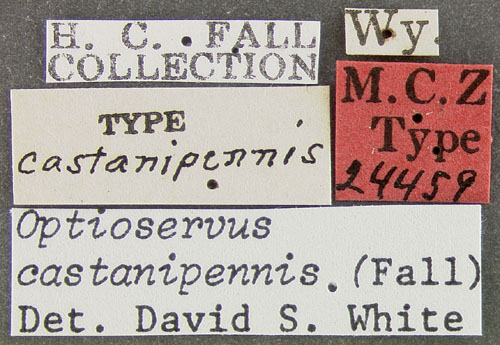 H. C. FALL
COLLECTION
Wy.
TYPE
castanipennis
M.C.Z
Type
24459
Optioservus
castanipennis. (Fall)
Det. David S. White